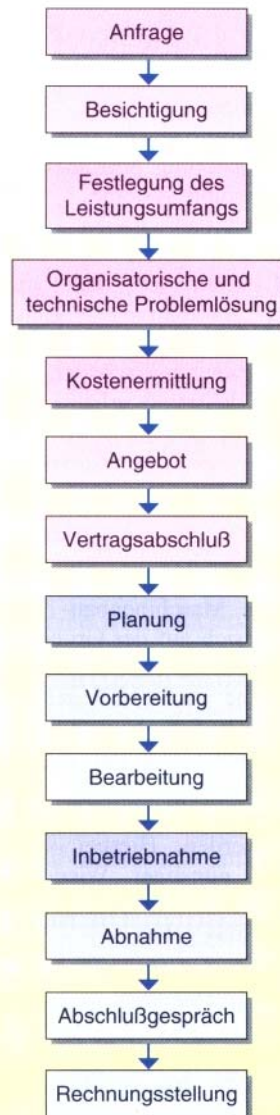 Anfrage
Besichtigung
Festlegung des
Leistungsumfangs
Organisatorische und
technische Problemlösung
Kostenermittlung
Angebot
Vertragsabschluß
Planung
Vorbereitung
Bearbeitung
Inbetriebnahme
Abnahme
Abschlußgespräch
Rechnungsstellung